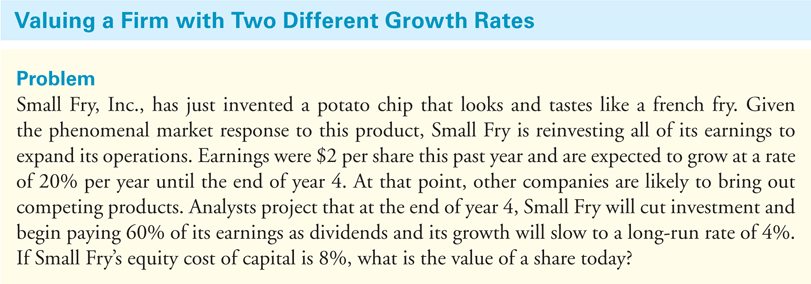 Valuing a Firm with Two Different Growth Rates
Problem
Small Fry, Inc., has just invented a potato chip that looks and tastes like a french fry. Given
the phenomenal market response to this product, Small Fry is reinvesting all of its earnings to
expand its operations. Earnings were $2 per share this past year and are expected to grow at a rate
of 20% per year until the end of year 4. At that point, other companies are likely to bring out
competing products. Analysts project that at the end of year 4, Small Fry will cut investment and
begin paying 60% of its earnings as dividends and its growth will slow to a long-run rate of 4%.
If Small Fry’s equity cost of capital is 8%, what is the value of a share today?